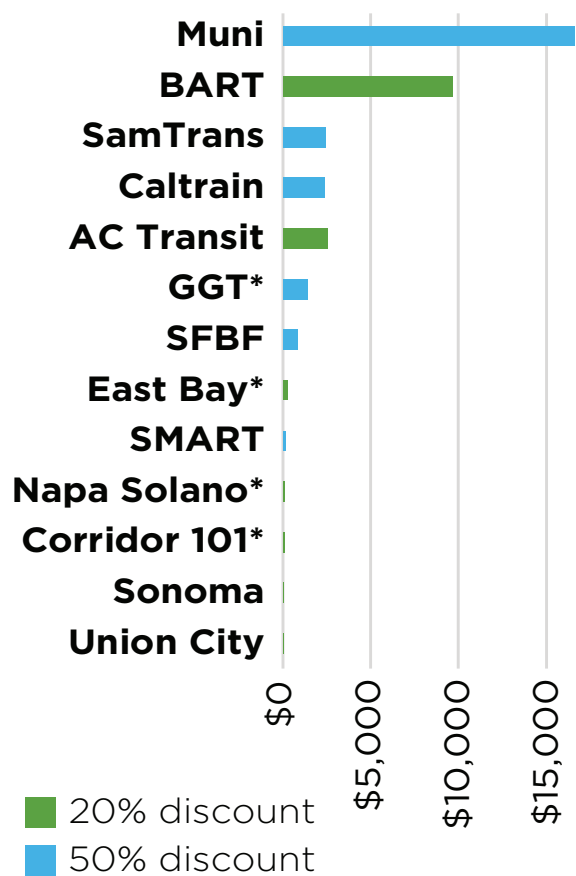 Muni
BART
SamTrans
Caltrain
AC Transit
GGT*
SFBF
East Bay*
SMART
Napa Solano*
Corridor 101*
Sonoma
Union City
$0
$5,000
$10,000
$15,000
20% discount
50% discount